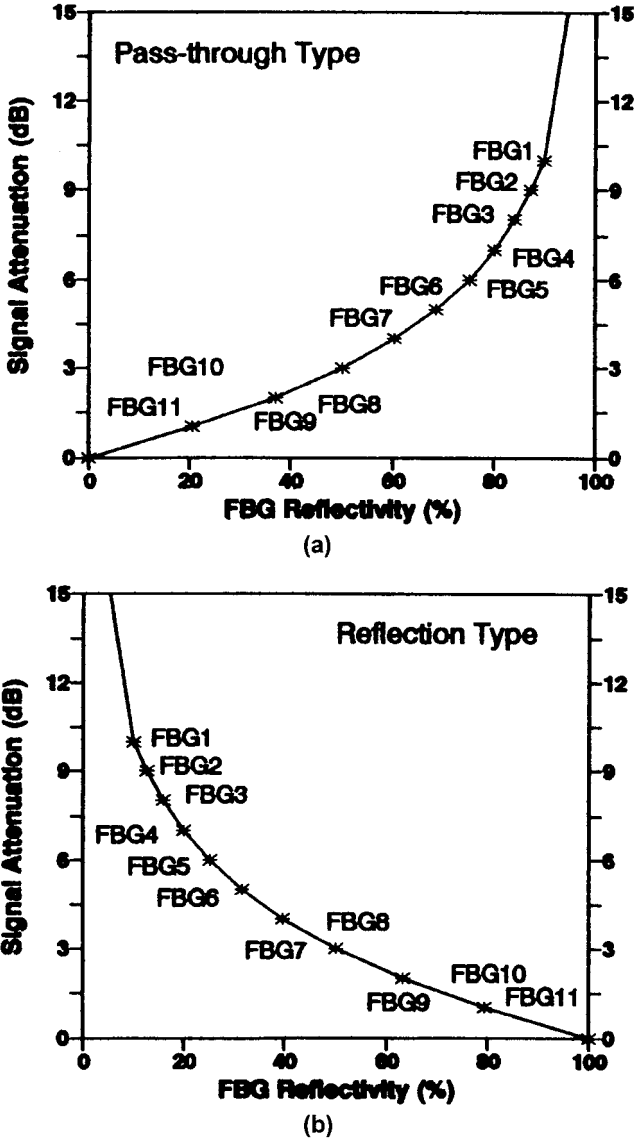 15
15
Pass-through Type
12
12
Signal Attenuation (dB)
FBG1
9
FBG2
9
FBG3
FBG4
6
FBG6
FBG5
6
FBG7
3
FBG10
3
FBG11
FBG8
FBG9
0
0
0
20
40
60
80
100
FBG Reflectivity (%)
(a)
15
15
Reflection Type
12
12
Signal Attenuation (dB)
FBG1
9
FBG2
9
FBG3
FBG4
6
FBG5
6
FBG6
FBG8
3
FBG7
3
FBG10
FBG9
FBG11
0
0
0
20
40
60
80
100
FBG Reflectivity (%)
(b)